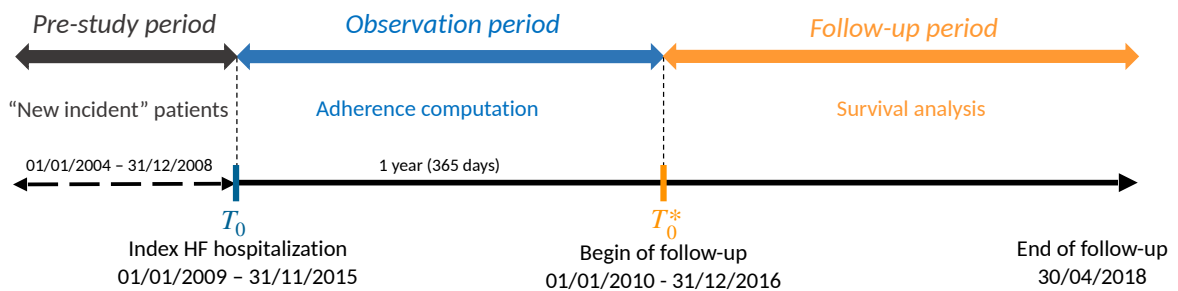 Pre-study period
Observation period
Follow-up period
“New incident” patients
Adherence computation
Survival analysis
01/01/2004 – 31/12/2008
1 year (365 days)
T0
T0*
Index HF hospitalization
01/01/2009 – 31/11/2015
Begin of follow-up
01/01/2010 - 31/12/2016
End of follow-up
30/04/2018